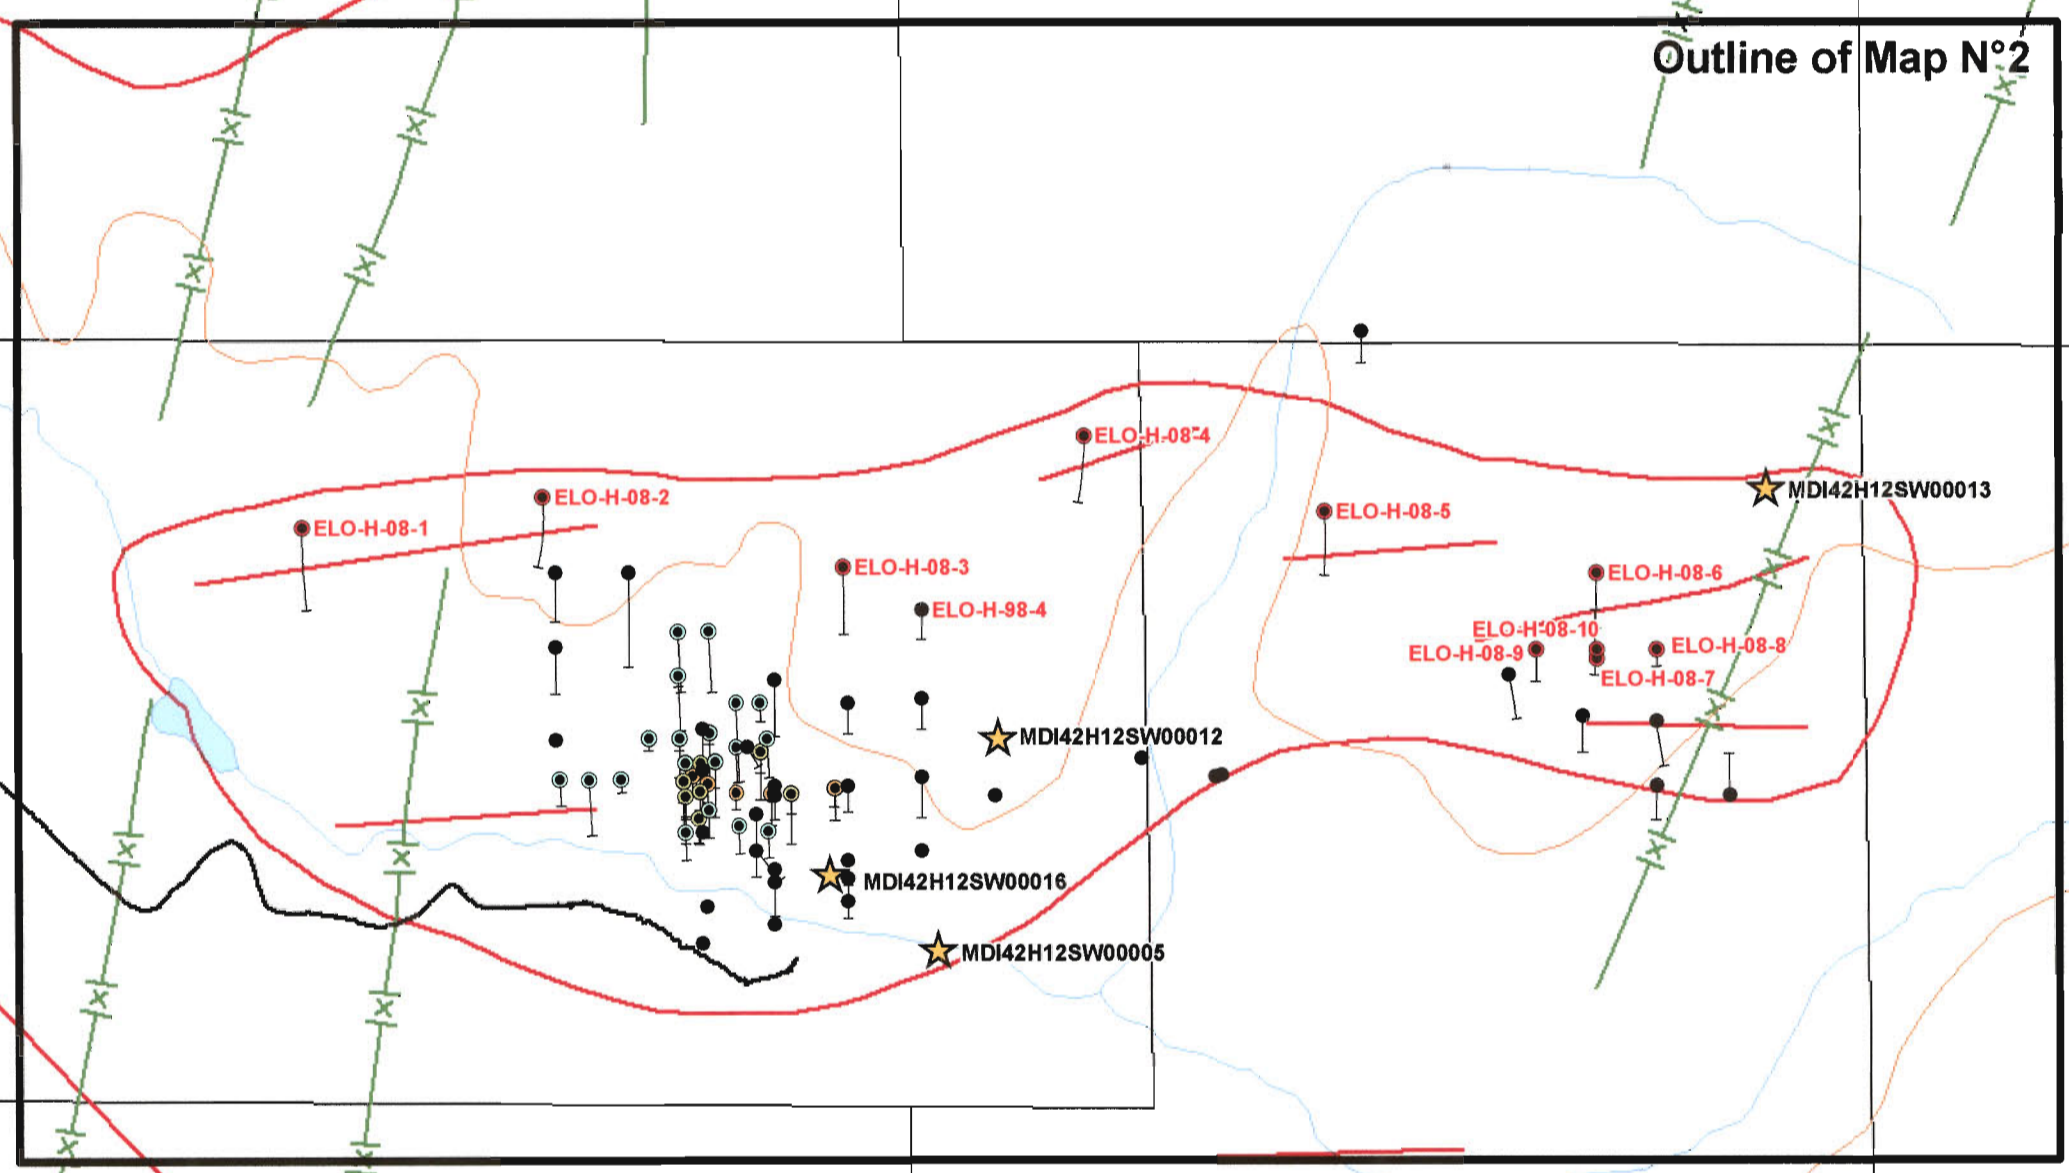 Outline of Map N°2
ELO-H-08-4
MDI42H12SW00013
ELO-H-08-2
ELO-H-08-5
ELO-H-08-1
ELO-H-08-3
ELO-H-08-6
ELO-H-98-4
ELO-H-08-10
ELO-H-08-8
ELO-H-08-9
ELO-H-08-7
MDI42H12SW00012
MDI42H12SW00016
MDI42H12SW00005